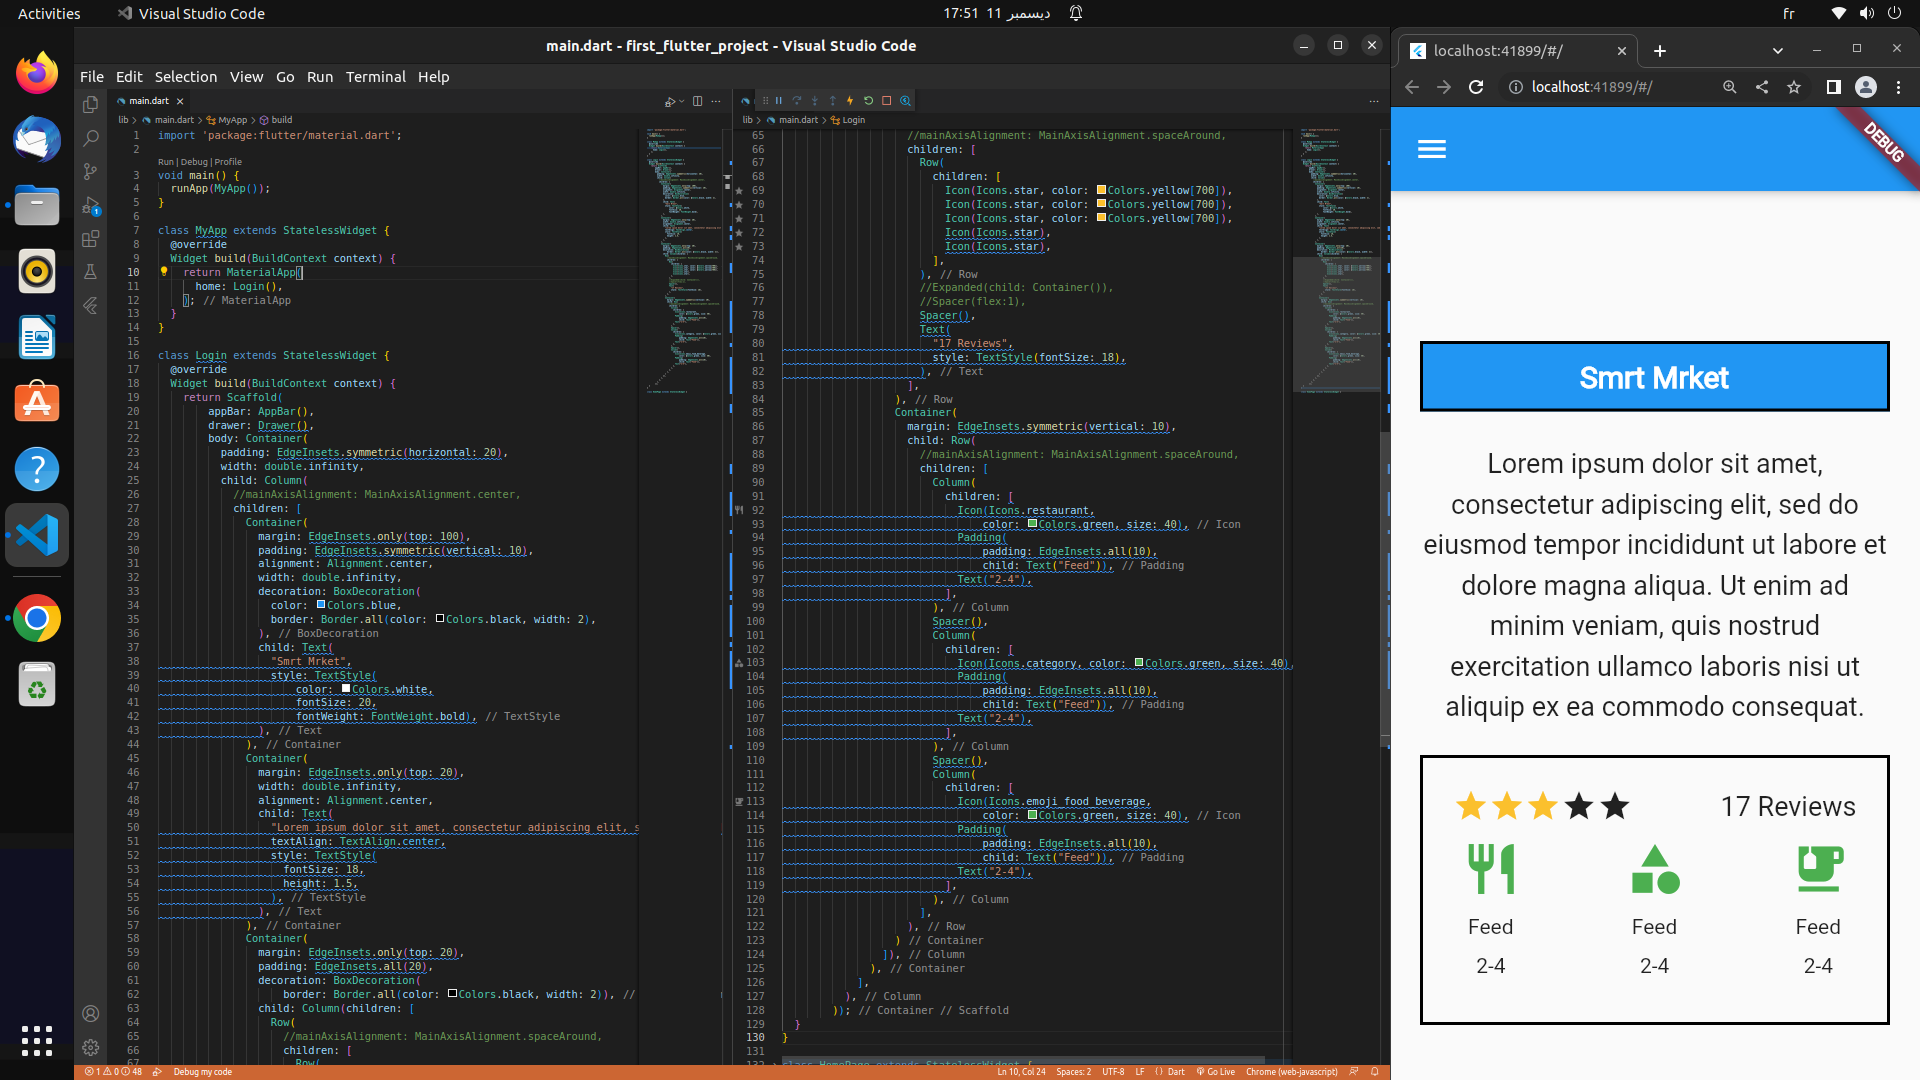 Activities
Visual Studio Code
11 ديسمبر 17:51
fr
main.dart - first_flutter_project - Visual Studio Code
File Edit Selection View Go Run Terminal Help
main.dart
lib > main.dart > MyApp > build
1 import 'package:flutter/material.dart';
2
Run | Debug | Profile
3 void main() {
4 runApp(MyApp());
5 }
6
7 class MyApp extends StatelessWidget {
8 @override
9 Widget build(BuildContext context) {
10 return MaterialApp(
11 home: Login(),
12 ); // MaterialApp
13 }
14 }
15
16 class Login extends StatelessWidget {
17 @override
18 Widget build(BuildContext context) {
19 return Scaffold(
20 appBar: AppBar(),
21 drawer: Drawer(),
22 body: Container(
23 padding: EdgeInsets.symmetric(horizontal: 20),
24 width: double.infinity,
25 child: Column(
26 //mainAxisAlignment: MainAxisAlignment.center,
27 children: [
28 Container(
29 margin: EdgeInsets.only(top: 100),
30 padding: EdgeInsets.symmetric(vertical: 10),
31 alignment: Alignment.center,
32 width: double.infinity,
33 decoration: BoxDecoration(
34 color: Colors.blue,
35 border: Border.all(color: Colors.black, width: 2),
36 ), // BoxDecoration
37 child: Text(
38 "Smrt Mrket",
39 style: TextStyle(
40 color: Colors.white,
41 fontSize: 20,
42 fontWeight: FontWeight.bold), // TextStyle
43 ), // Text
44 ), // Container
45 Container(
46 margin: EdgeInsets.only(top: 20),
47 width: double.infinity,
48 alignment: Alignment.center,
49 child: Text(
50 "Lorem ipsum dolor sit amet, consectetur adipiscing elit, s
51 textAlign: TextAlign.center,
52 style: TextStyle(
53 fontSize: 18,
54 height: 1.5,
55 ), // TextStyle
56 ), // Text
57 ), // Container
58 Container(
59 margin: EdgeInsets.only(top: 20),
60 padding: EdgeInsets.all(20),
61 decoration: BoxDecoration(
62 border: Border.all(color: Colors.black, width: 2)), //
63 child: Column(children: [
64 Row(
65 //mainAxisAlignment: MainAxisAlignment.spaceAround,
66 children: [
67 Row(
lib > main.dart > Login
65 //mainAxisAlignment: MainAxisAlignment.spaceAround,
66 children: [
67 Row(
68 children: [
69 Icon(Icons.star, color: Colors.yellow[700]),
70 Icon(Icons.star, color: Colors.yellow[700]),
71 Icon(Icons.star, color: Colors.yellow[700]),
72 Icon(Icons.star),
73 Icon(Icons.star),
74 ],
75 ), // Row
76 //Expanded(child: Container()),
77 //Spacer(flex:1),
78 Spacer(),
79 Text(
80 "17 Reviews",
81 style: TextStyle(fontSize: 18),
82 ), // Text
83 ],
84 ), // Row
85 Container(
86 margin: EdgeInsets.symmetric(vertical: 10),
87 child: Row(
88 //mainAxisAlignment: MainAxisAlignment.spaceAround,
89 children: [
90 Column(
91 children: [
92 Icon(Icons.restaurant,
93 color: Colors.green, size: 40), // Icon
94 Padding(
95 padding: EdgeInsets.all(10),
96 child: Text("Feed")), // Padding
97 Text("2-4"),
98 ],
99 ), // Column
100 Spacer(),
101 Column(
102 children: [
103 Icon(Icons.category, color: Colors.green, size: 40),
104 Padding(
105 padding: EdgeInsets.all(10),
106 child: Text("Feed")), // Padding
107 Text("2-4"),
108 ],
109 ), // Column
110 Spacer(),
111 Column(
112 children: [
113 Icon(Icons.emoji_food_beverage,
114 color: Colors.green, size: 40), // Icon
115 Padding(
116 padding: EdgeInsets.all(10),
117 child: Text("Feed")), // Padding
118 Text("2-4"),
119 ],
120 ), // Column
121 ],
122 ), // Row
123 ) // Container
124 ]), // Column
125 ), // Container
126 ],
127 ), // Column
128 )); // Container // Scaffold
129 }
130 }
131
132 class HomePage extends StatelessWidget {
1 0 48 Debug my code
Ln 10, Col 24 Spaces: 2 UTF-8 LF {} Dart Go Live Chrome (web-javascript)
localhost:41899/#/
localhost:41899/#/
DEBUG
Smrt Mrket
Lorem ipsum dolor sit amet,
consectetur adipiscing elit, sed do
eiusmod tempor incididunt ut labore et
dolore magna aliqua. Ut enim ad
minim veniam, quis nostrud
exercitation ullamco laboris nisi ut
aliquip ex ea commodo consequat.
17 Reviews
Feed Feed Feed
2-4 2-4 2-4